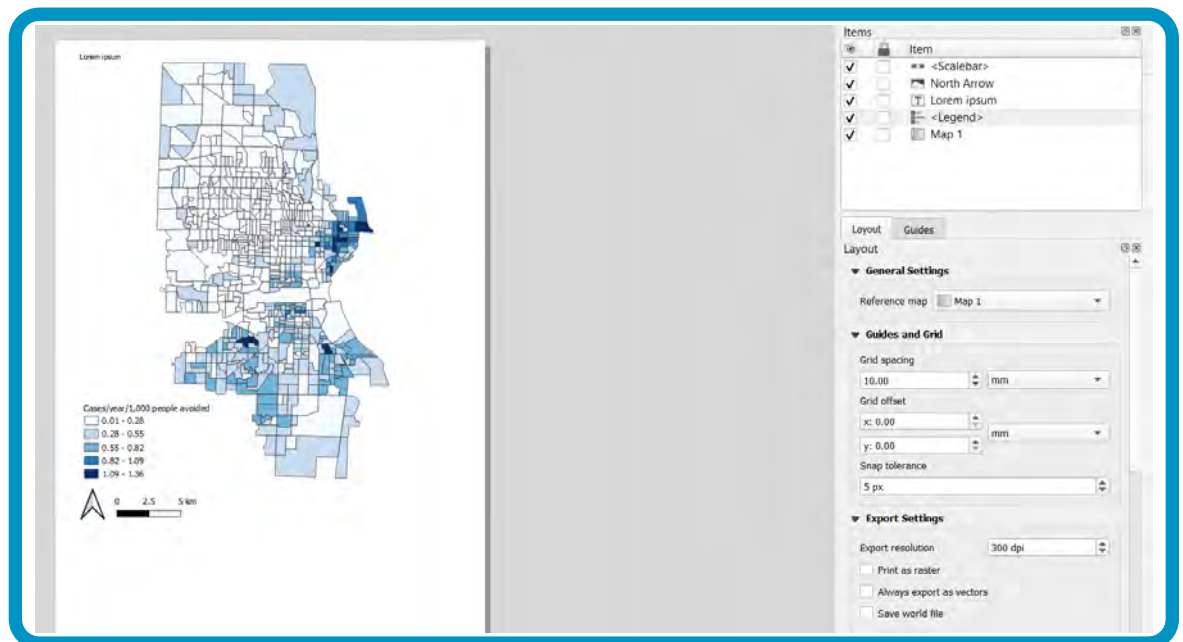 Lorem ipsum
Cases/year/1,000 people avoided
0.01 - 0.28
0.28 - 0.55
0.55 - 0.82
0.82 - 1.09
1.09 - 1.36
0 2.5 5 km
Items
Item
<Scalebar>
North Arrow
Lorem ipsum
<Legend>
Map 1
Layout Guides
Layout
General Settings
Reference map Map 1
Guides and Grid
Grid spacing
10.00 mm
Grid offset
x: 0.00
mm
y: 0.00
Snap tolerance
5 px
Export Settings
Export resolution 300 dpi
Print as raster
Always export as vectors
Save world file